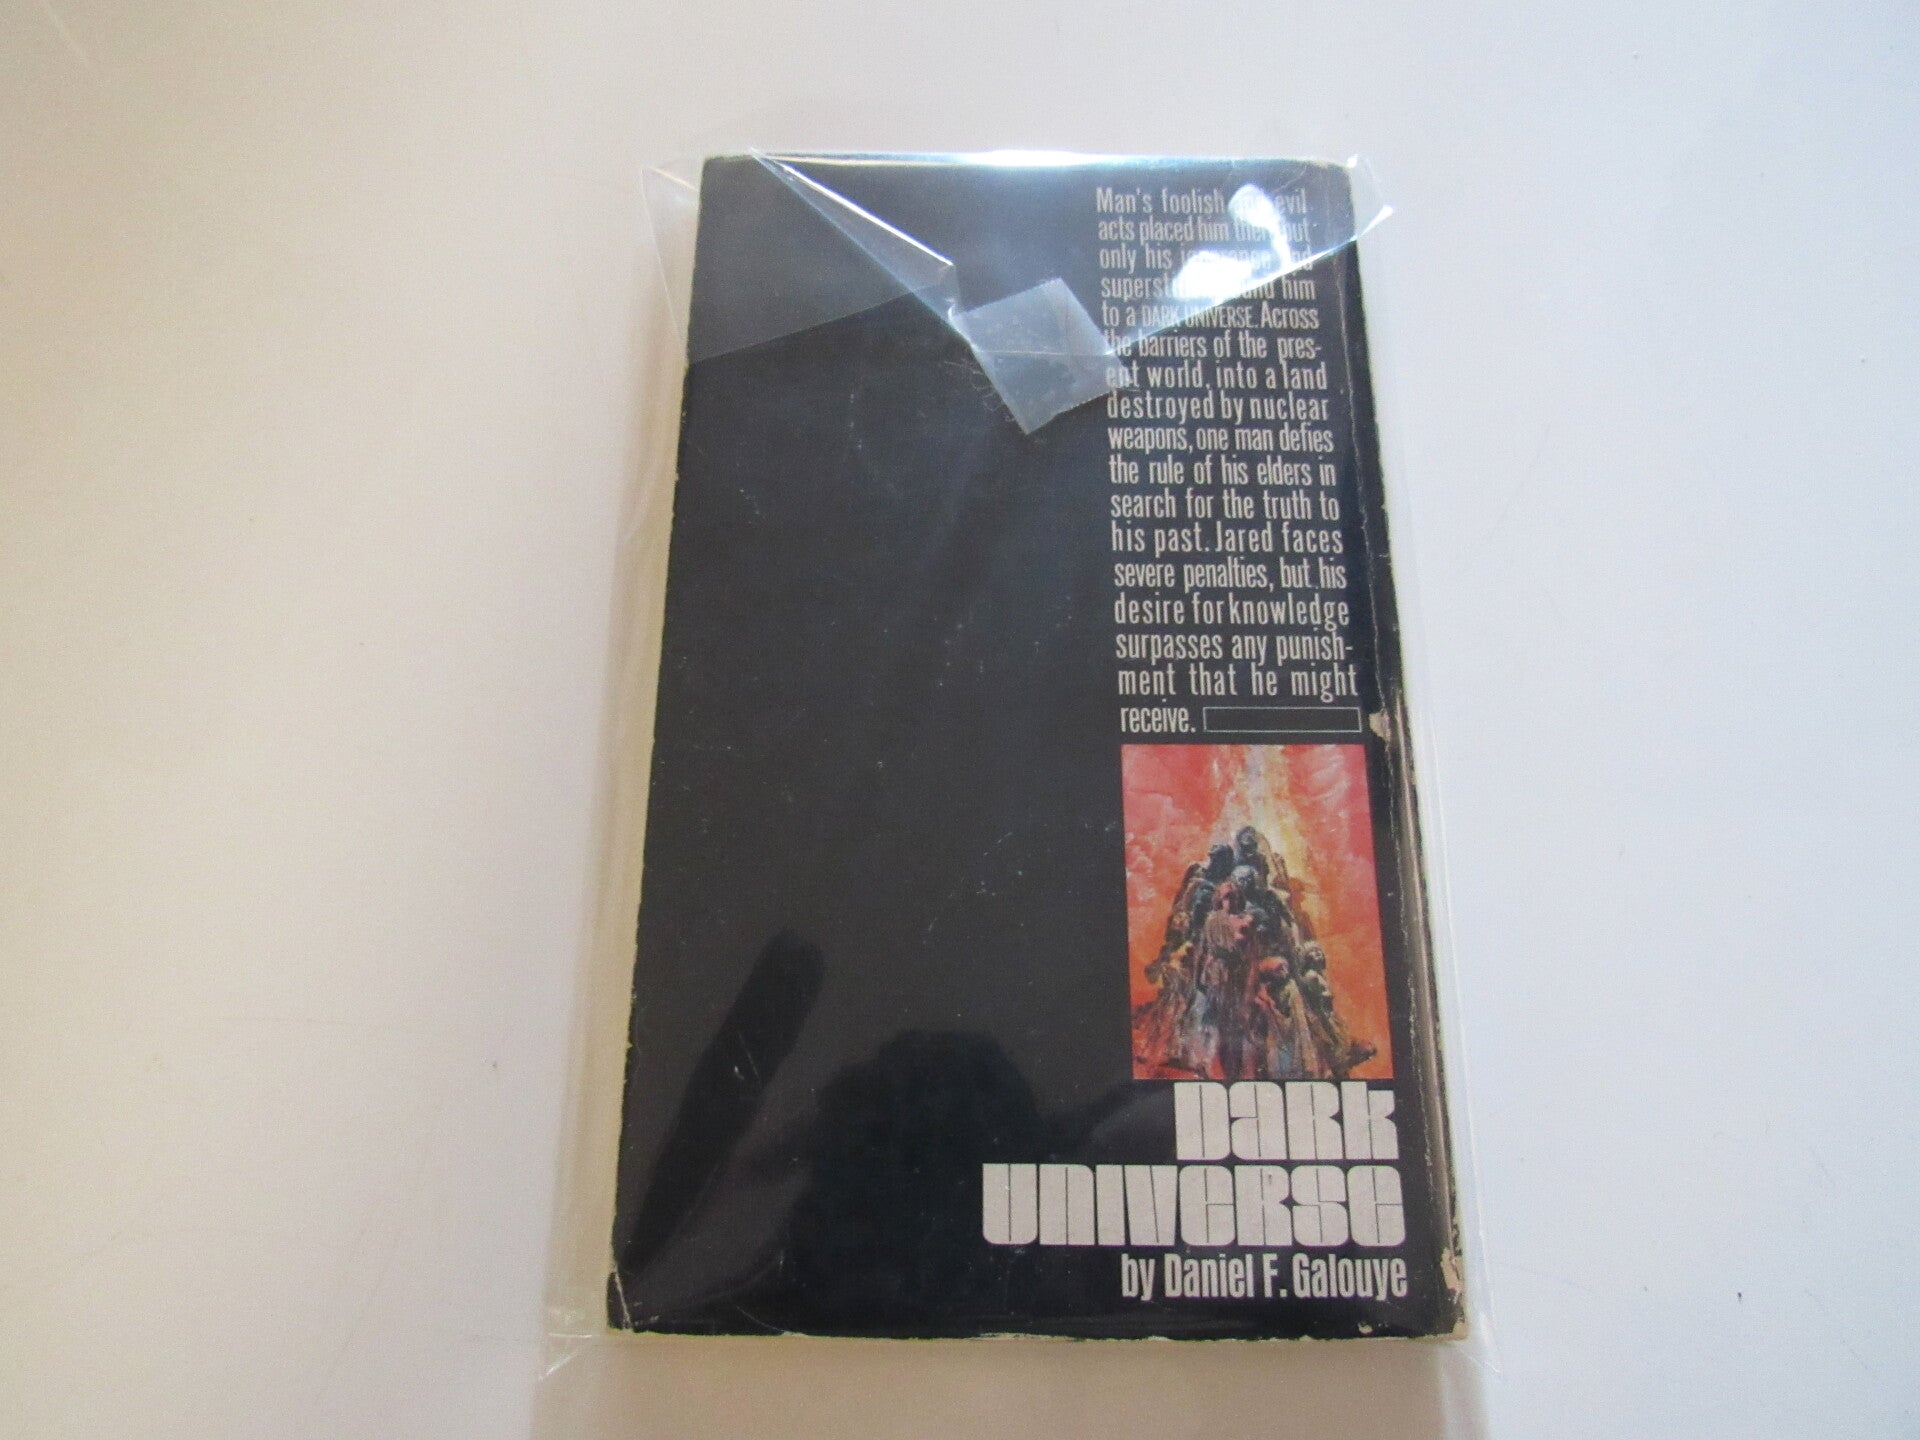 Man's foolish evil
acts placed him but
only his
him
to a DARK UNIVERSE. Across
the barriers of the pres-
ent world, into a land
destroyed by nuclear
weapons, one man defies
the rule of his elders in
search for the truth to
his past. Jared faces
severe penalties, but his
desire for knowledge
surpasses any punish-
ment that he might
receive.
Dark
Universe
by Daniel F. Galouye